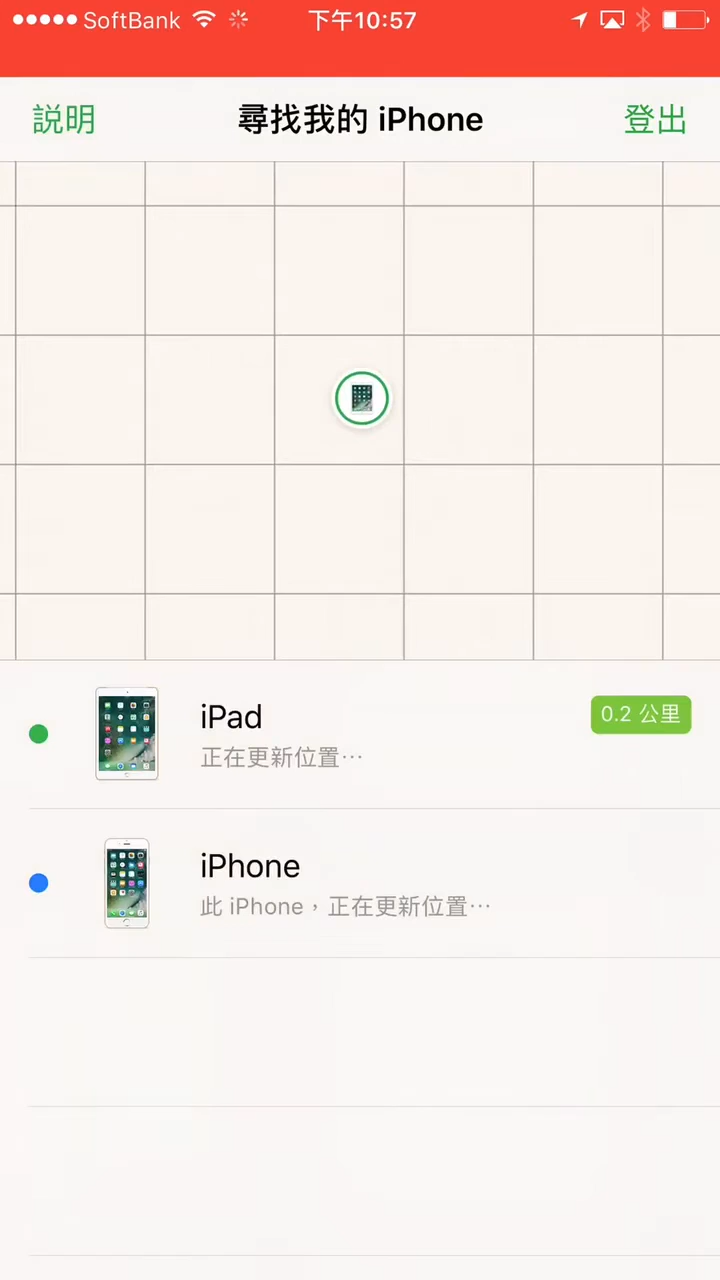 SoftBank 下午10:57
説明 尋找我的 iPhone 登出
iPad 0.2 公里
正在更新位置…
iPhone
此 iPhone，正在更新位置…